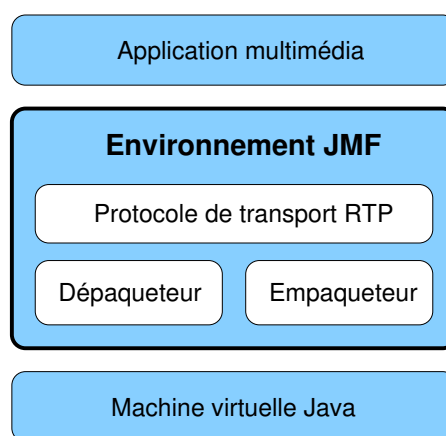 Application multimédia
Environnement JMF
Protocole de transport RTP
Dépaqueteur
Empaqueteur
Machine virtuelle Java